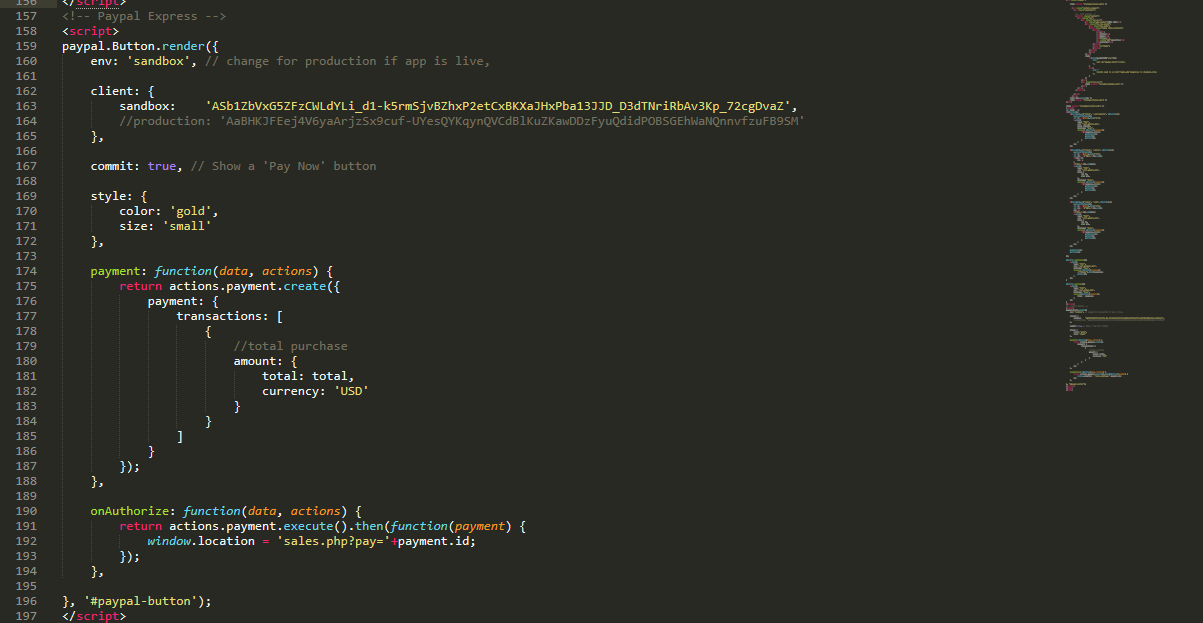 156 </script>
157 <!-- Paypal Express -->
158 <script>
159 paypal.Button.render({
160     env: 'sandbox', // change for production if app is live,
161
162     client: {
163         sandbox:    'ASb1ZbVxG5ZFzCWLdYLi_d1-k5rmSjvBZhxP2etCxBKXaJHxPba13JJD_D3dTNriRbAv3Kp_72cgDvaZ',
164         //production: 'AaBHKJFEej4V6yaArjzSx9cuf-UYesQYKqynQVCdBlKuZKawDDzFyuQdidPOBSGEhWaNQnnvfzuFB9SM'
165     },
166
167     commit: true, // Show a 'Pay Now' button
168
169     style: {
170         color: 'gold',
171         size: 'small'
172     },
173
174     payment: function(data, actions) {
175         return actions.payment.create({
176             payment: {
177                 transactions: [
178                     {
179                         //total purchase
180                         amount: {
181                             total: total,
182                             currency: 'USD'
183                         }
184                     }
185                 ]
186             }
187         });
188     },
189
190     onAuthorize: function(data, actions) {
191         return actions.payment.execute().then(function(payment) {
192             window.location = 'sales.php?pay='+payment.id;
193         });
194     },
195
196 }, '#paypal-button');
197 </script>